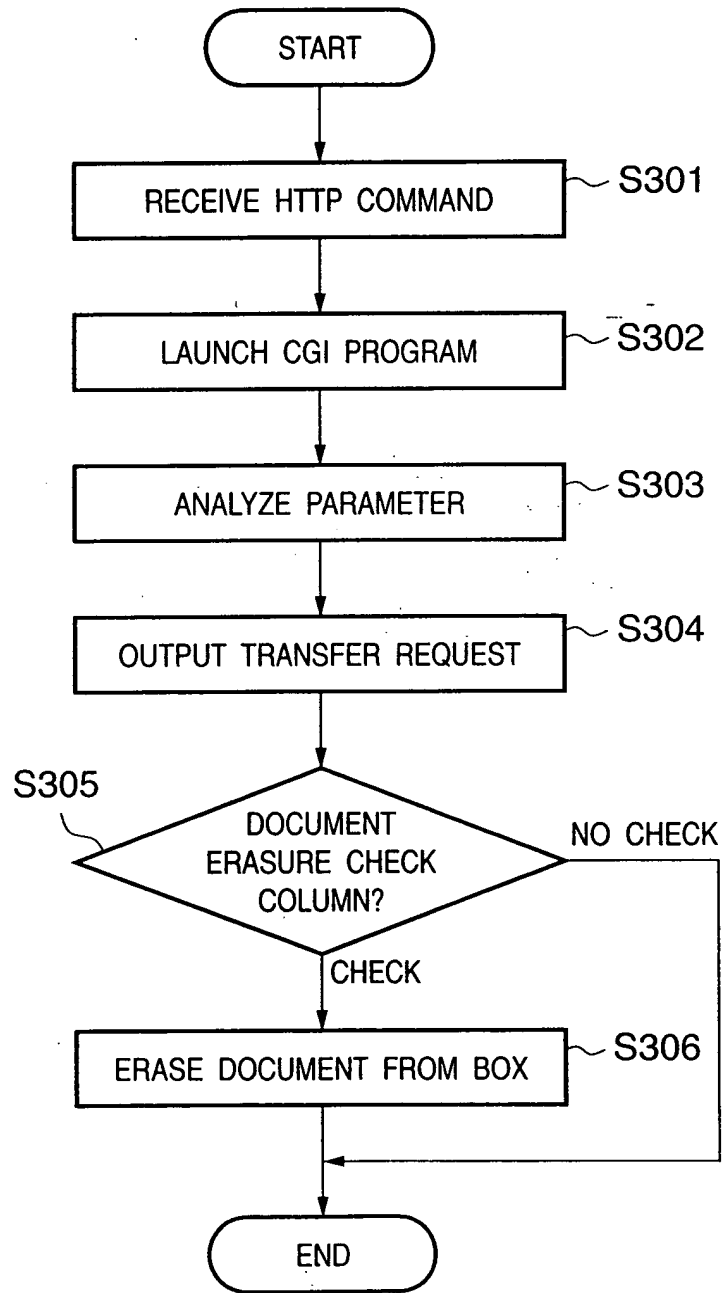 START
RECEIVE HTTP COMMAND
S301
LAUNCH CGI PROGRAM
S302
ANALYZE PARAMETER
S303
OUTPUT TRANSFER REQUEST
S304
S305
DOCUMENT
ERASURE CHECK
COLUMN?
NO CHECK
CHECK
ERASE DOCUMENT FROM BOX
S306
END